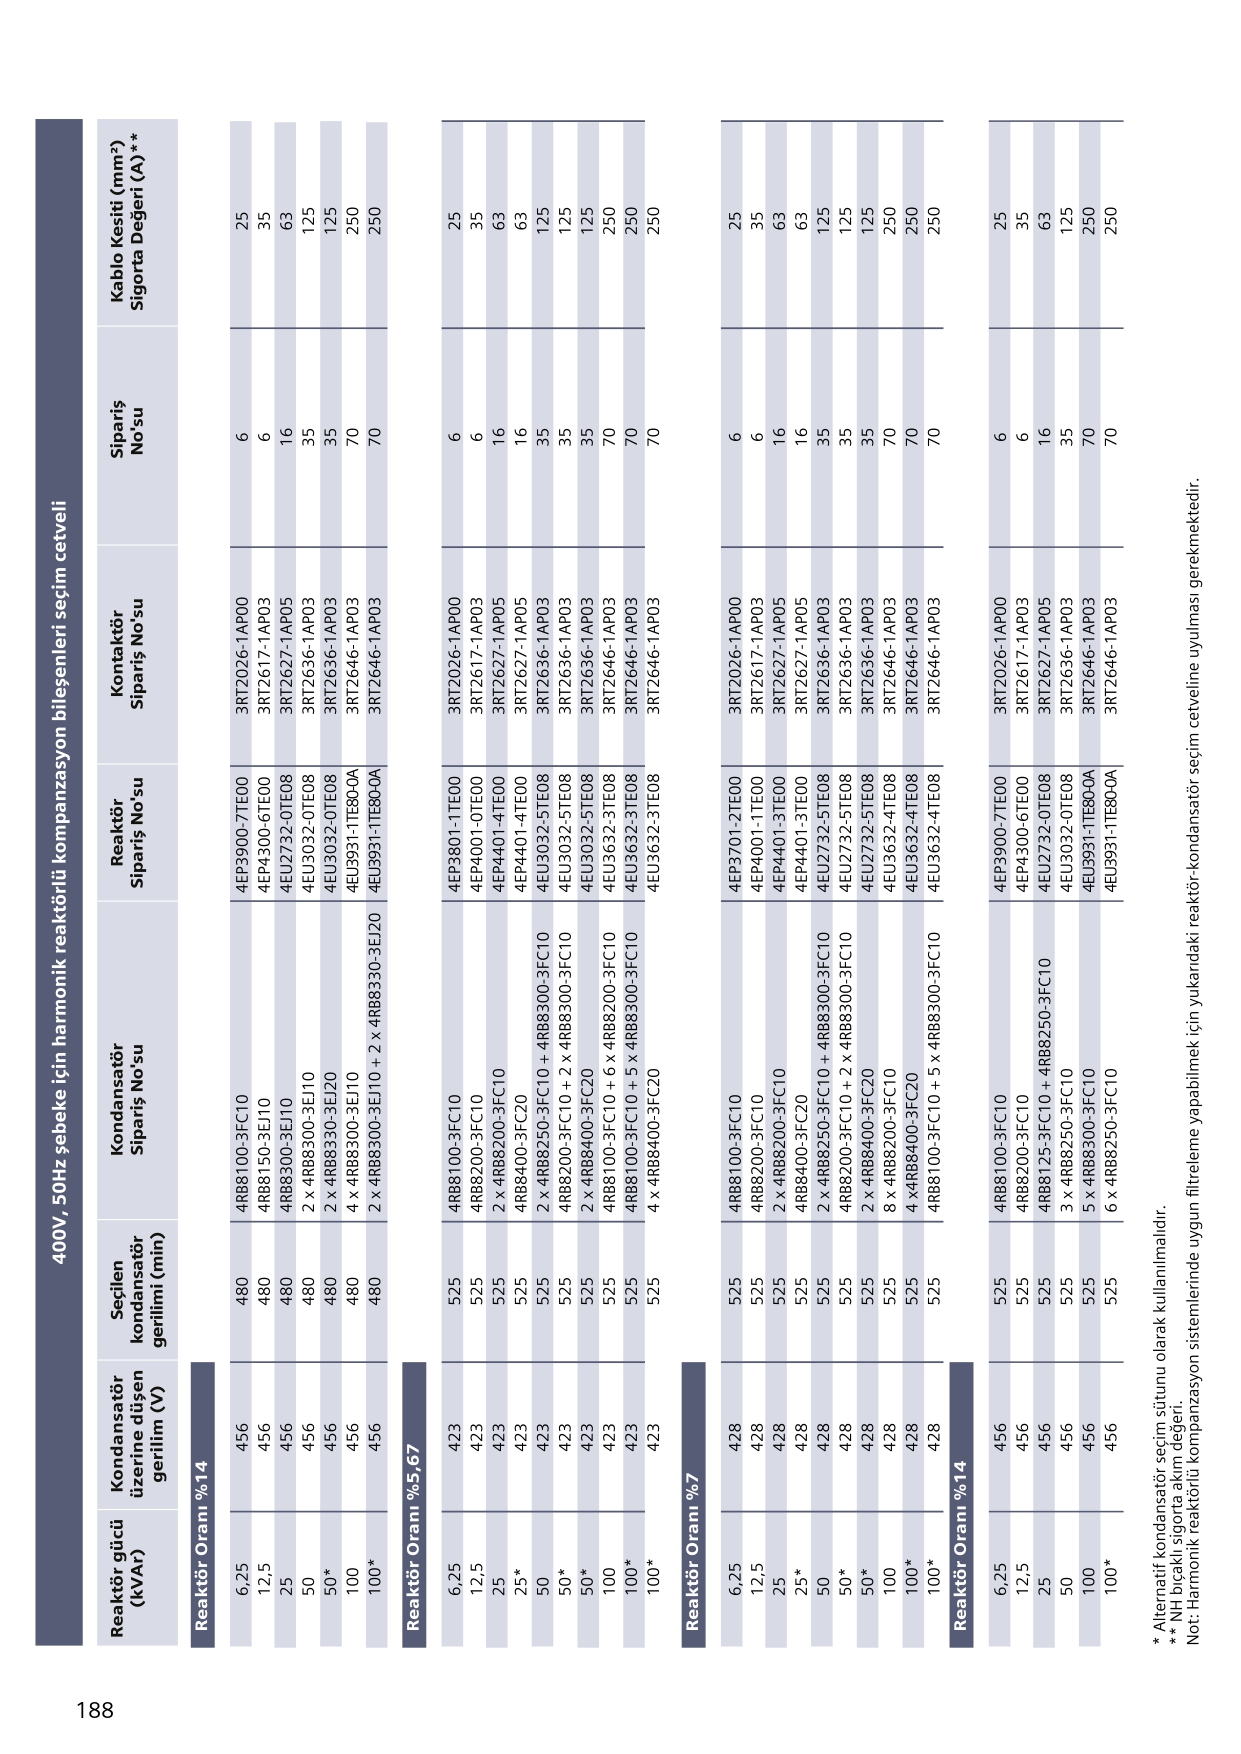 400V, 50Hz şebeke için harmonik reaktörlü kompanzasyon bileşenleri seçim cetveli
Reaktör gücü (kVAr) Kondansatör üzerine düşen gerilim (V) Seçilen kondansatör gerilimi (min) Kondansatör Sipariş No'su Reaktör Sipariş No'su Kontaktör Sipariş No'su Sipariş No'su Kablo Kesiti (mm²) Sigorta Değeri (A)**
Reaktör Oranı %14
6,25 456 480 4RB8100-3FC10 4EP3900-7TE00 3RT2026-1AP00 6 25
12,5 456 480 4RB8150-3EJ10 4EP4300-6TE00 3RT2617-1AP03 6 35
25 456 480 4RB8300-3EJ10 4EU2732-0TE08 3RT2627-1AP05 16 63
50 456 480 2 x 4RB8300-3EJ10 4EU3032-0TE08 3RT2636-1AP03 35 125
50* 456 480 2 x 4RB8330-3EJ20 4EU3032-0TE08 3RT2636-1AP03 35 125
100 456 480 4 x 4RB8300-3EJ10 4EU3931-1TE80-0A 3RT2646-1AP03 70 250
100* 456 480 2 x 4RB8300-3EJ10 + 2 x 4RB8330-3EJ20 4EU3931-1TE80-0A 3RT2646-1AP03 70 250
Reaktör Oranı %5,67
6,25 423 525 4RB8100-3FC10 4EP3801-1TE00 3RT2026-1AP00 6 25
12,5 423 525 4RB8200-3FC10 4EP4001-0TE00 3RT2617-1AP03 6 35
25 423 525 2 x 4RB8200-3FC10 4EP4401-4TE00 3RT2627-1AP05 16 63
25* 423 525 4RB8400-3FC20 4EP4401-4TE00 3RT2627-1AP05 16 63
50 423 525 2 x 4RB8250-3FC10 + 4RB8300-3FC10 4EU3032-5TE08 3RT2636-1AP03 35 125
50* 423 525 4RB8200-3FC10 + 2 x 4RB8300-3FC10 4EU3032-5TE08 3RT2636-1AP03 35 125
50* 423 525 2 x 4RB8400-3FC20 4EU3032-5TE08 3RT2636-1AP03 35 125
100 423 525 4RB8100-3FC10 + 6 x 4RB8200-3FC10 4EU3632-3TE08 3RT2646-1AP03 70 250
100* 423 525 4RB8100-3FC10 + 5 x 4RB8300-3FC10 4EU3632-3TE08 3RT2646-1AP03 70 250
100* 423 525 4 x 4RB8400-3FC20 4EU3632-3TE08 3RT2646-1AP03 70 250
Reaktör Oranı %7
6,25 428 525 4RB8100-3FC10 4EP3701-2TE00 3RT2026-1AP00 6 25
12,5 428 525 4RB8200-3FC10 4EP4001-1TE00 3RT2617-1AP03 6 35
25 428 525 2 x 4RB8200-3FC10 4EP4401-3TE00 3RT2627-1AP05 16 63
25* 428 525 4RB8400-3FC20 4EP4401-3TE00 3RT2627-1AP05 16 63
50 428 525 2 x 4RB8250-3FC10 + 4RB8300-3FC10 4EU2732-5TE08 3RT2636-1AP03 35 125
50* 428 525 4RB8200-3FC10 + 2 x 4RB8300-3FC10 4EU2732-5TE08 3RT2636-1AP03 35 125
50* 428 525 2 x 4RB8400-3FC20 4EU2732-5TE08 3RT2636-1AP03 35 125
100 428 525 8 x 4RB8200-3FC10 4EU3632-4TE08 3RT2646-1AP03 70 250
100* 428 525 4 x4RB8400-3FC20 4EU3632-4TE08 3RT2646-1AP03 70 250
100* 428 525 4RB8100-3FC10 + 5 x 4RB8300-3FC10 4EU3632-4TE08 3RT2646-1AP03 70 250
Reaktör Oranı %14
6,25 456 525 4RB8100-3FC10 4EP3900-7TE00 3RT2026-1AP00 6 25
12,5 456 525 4RB8200-3FC10 4EP4300-6TE00 3RT2617-1AP03 6 35
25 456 525 4RB8125-3FC10 + 4RB8250-3FC10 4EU2732-0TE08 3RT2627-1AP05 16 63
50 456 525 3 x 4RB8250-3FC10 4EU3032-0TE08 3RT2636-1AP03 35 125
100 456 525 5 x 4RB8300-3FC10 4EU3931-1TE80-0A 3RT2646-1AP03 70 250
100* 456 525 6 x 4RB8250-3FC10 4EU3931-1TE80-0A 3RT2646-1AP03 70 250
* Alternatif kondansatör seçim sütunu olarak kullanılmalıdır.
** NH bıçaklı sigorta akım değeri.
Not: Harmonik reaktörlü kompanzasyon sistemlerinde uygun filtreleme yapabilmek için yukarıdaki reaktör-kondansatör seçim cetveline uyulması gerekmektedir.
188